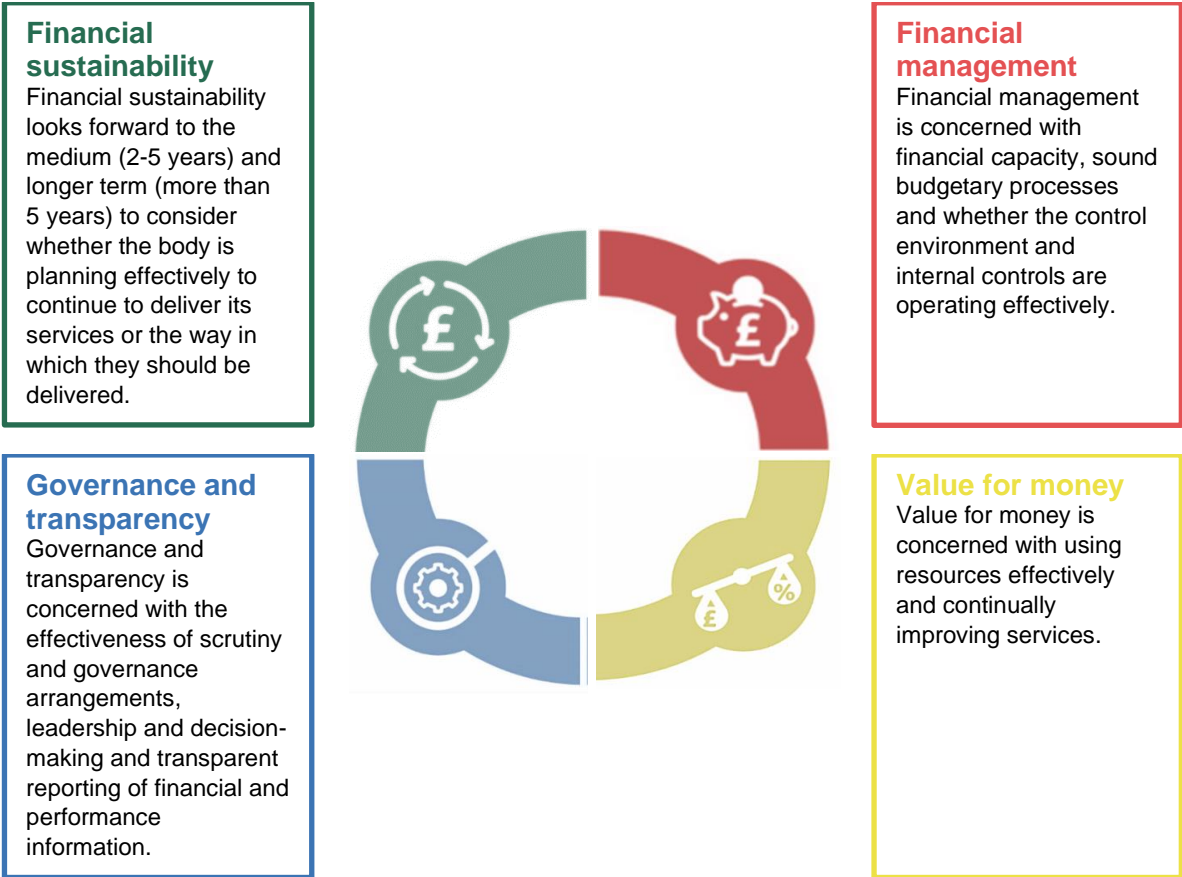 Financial
sustainability
Financial sustainability
looks forward to the
medium (2-5 years) and
longer term (more than
5 years) to consider
whether the body is
planning effectively to
continue to deliver its
services or the way in
which they should be
delivered.
Financial
management
Financial management
is concerned with
financial capacity, sound
budgetary processes
and whether the control
environment and
internal controls are
operating effectively.
£
£
Governance and
transparency
Governance and
transparency is
concerned with the
effectiveness of scrutiny
and governance
arrangements,
leadership and decision-
making and transparent
reporting of financial and
performance
information.
£
%
Value for money
Value for money is
concerned with using
resources effectively
and continually
improving services.